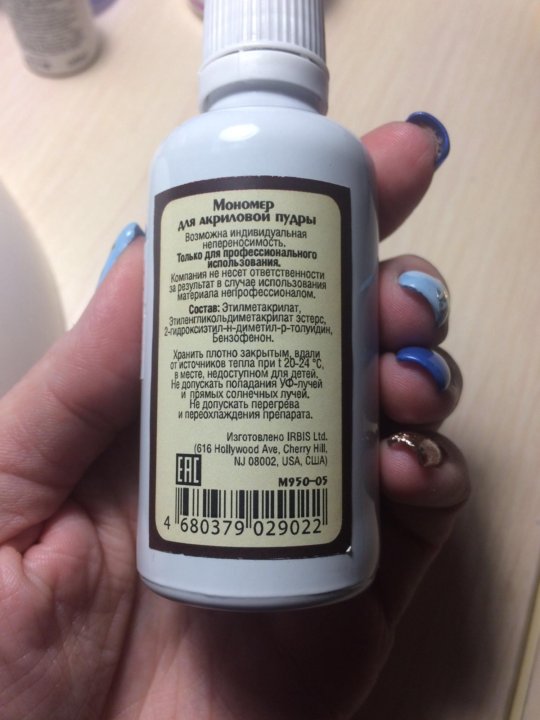 Мономер
для акриловой пудры
Возможна индивидуальная
непереносимость.
Только для профессионального
использования.
Компания не несет ответственности
за результат в случае использования
материала непрофессионалом.
Состав: Этилметакрилат,
Этиленгликольдиметакрилат эстерс,
2-гидроксиэтил-н-диметил-р-толуидин,
Бензофенон.
Хранить плотно закрытым, вдали
от источников тепла при t 20-24 °C,
в месте, недоступном для детей.
Не допускать попадания УФ-лучей
и прямых солнечных лучей.
Не допускать перегрева
и переохлаждения препарата.
Изготовлено IRBIS Ltd.
(616 Hollywood Ave, Cherry Hill,
NJ 08002, USA, США)
EAC
М950-05
4 680379 029022